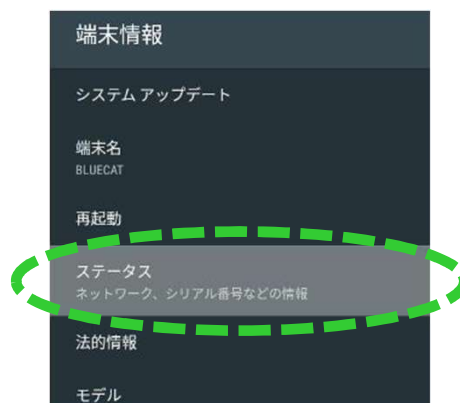 端末情報
システム アップデート
端末名
BLUECAT
再起動
ステータス
ネットワーク、シリアル番号などの情報
法的情報
モデル